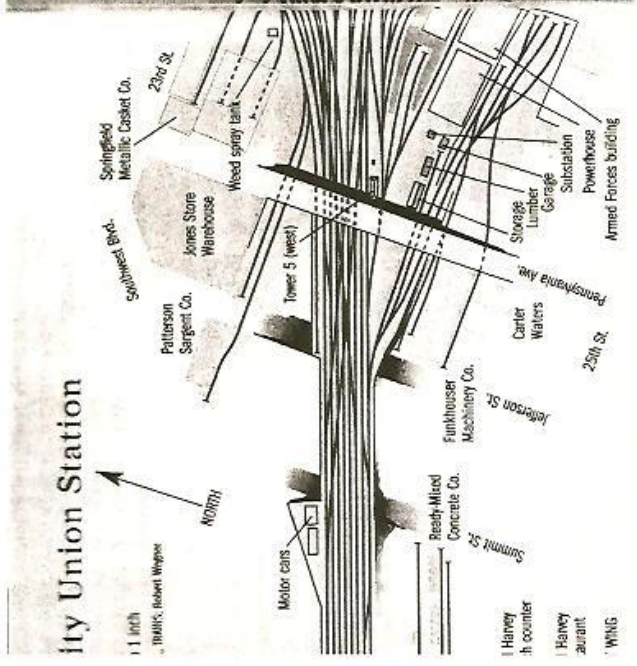 ity Union Station
1 inch
TRAINS: Robert Wegner
NORTH
Springfield
Metallic Casket Co.
23rd St.
Southwest Blvd.
Weed spray tank
Jones Store
Warehouse
Patterson
Sargent Co.
Tower 5 (west)
Storage
Lumber
Garage
Substation
Powerhouse
Armed Forces building
Pennsylvania Ave.
Carter
Waters
25th St.
Jefferson St.
Funkhouser
Machinery Co.
Motor cars
Ready-Mixed
Concrete Co.
Summit St.
Harvey
h counter
Harvey
aurant
WING